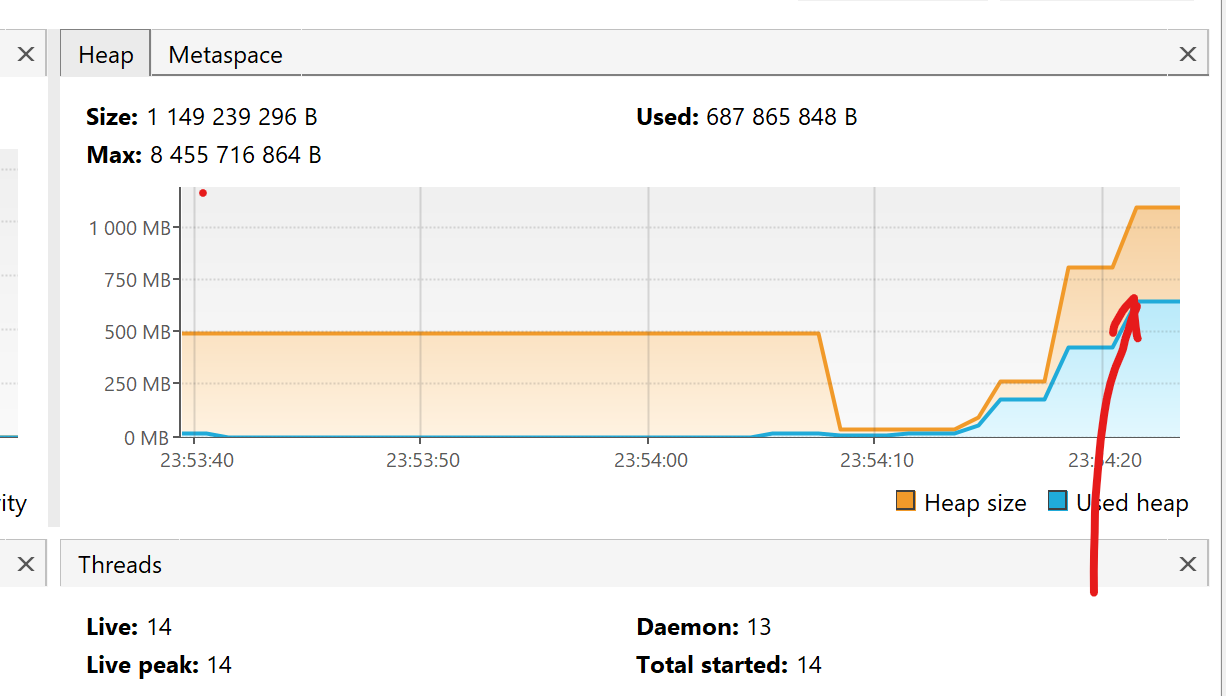 Heap Metaspace
Size: 1 149 239 296 B Used: 687 865 848 B
Max: 8 455 716 864 B
1 000 MB
750 MB
500 MB
250 MB
0 MB
23:53:40 23:53:50 23:54:00 23:54:10 23:54:20
ity
Heap size Used heap
Threads
Live: 14 Daemon: 13
Live peak: 14 Total started: 14